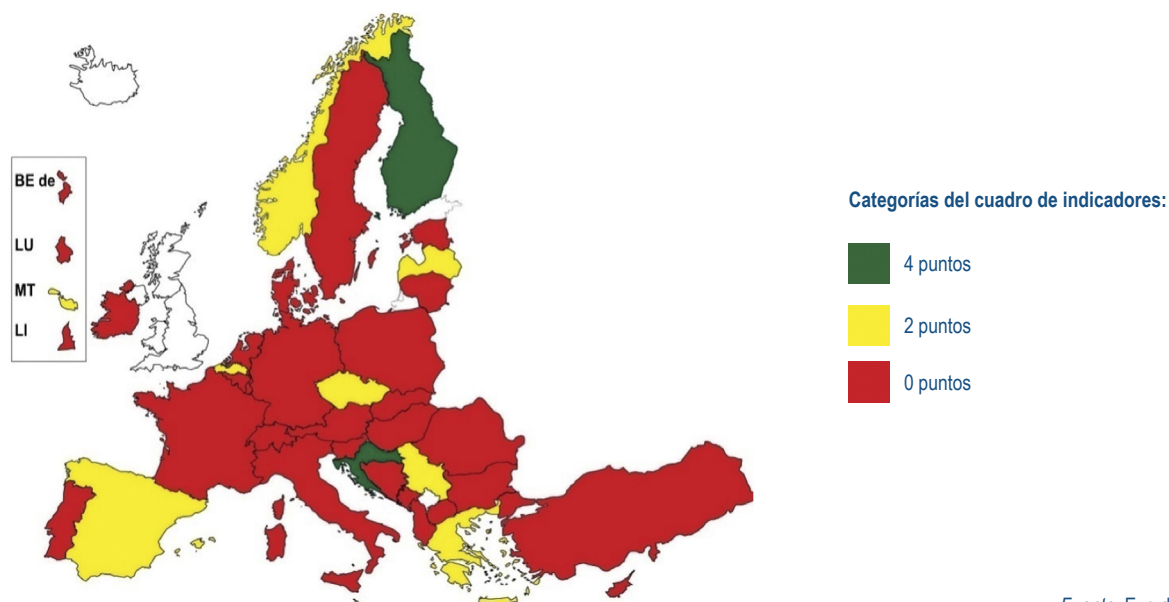 BE de
LU
MT
LI
Categorías del cuadro de indicadores:
4 puntos
2 puntos
0 puntos